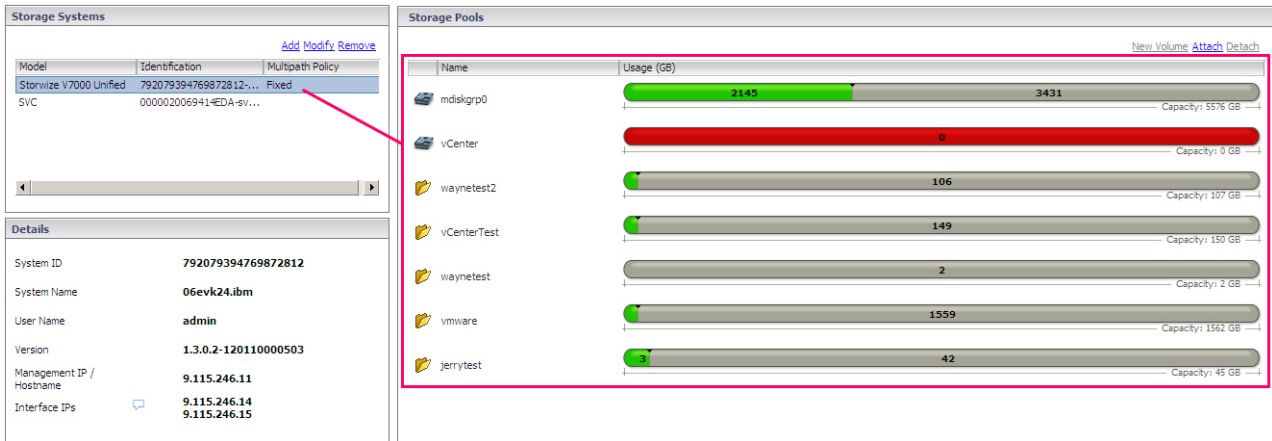 Storage Systems
Add Modify Remove
Model Identification Multipath Policy
Storwize V7000 Unified 792079394769872812-... Fixed
SVC 0000020069414EDA-sv...
Details
System ID 792079394769872812
System Name 06evk24.ibm
User Name admin
Version 1.3.0.2-120110000503
Management IP /
Hostname 9.115.246.11
Interface IPs 9.115.246.14
9.115.246.15
Storage Pools
New Volume Attach Detach
Name Usage (GB)
mdiskgrp0 2145 3431
Capacity: 5576 GB
vCenter 0
Capacity: 0 GB
waynetest2 106
Capacity: 107 GB
vCenterTest 149
Capacity: 150 GB
waynetest 2
Capacity: 2 GB
vmware 1559
Capacity: 1562 GB
jerrytest 3 42
Capacity: 45 GB